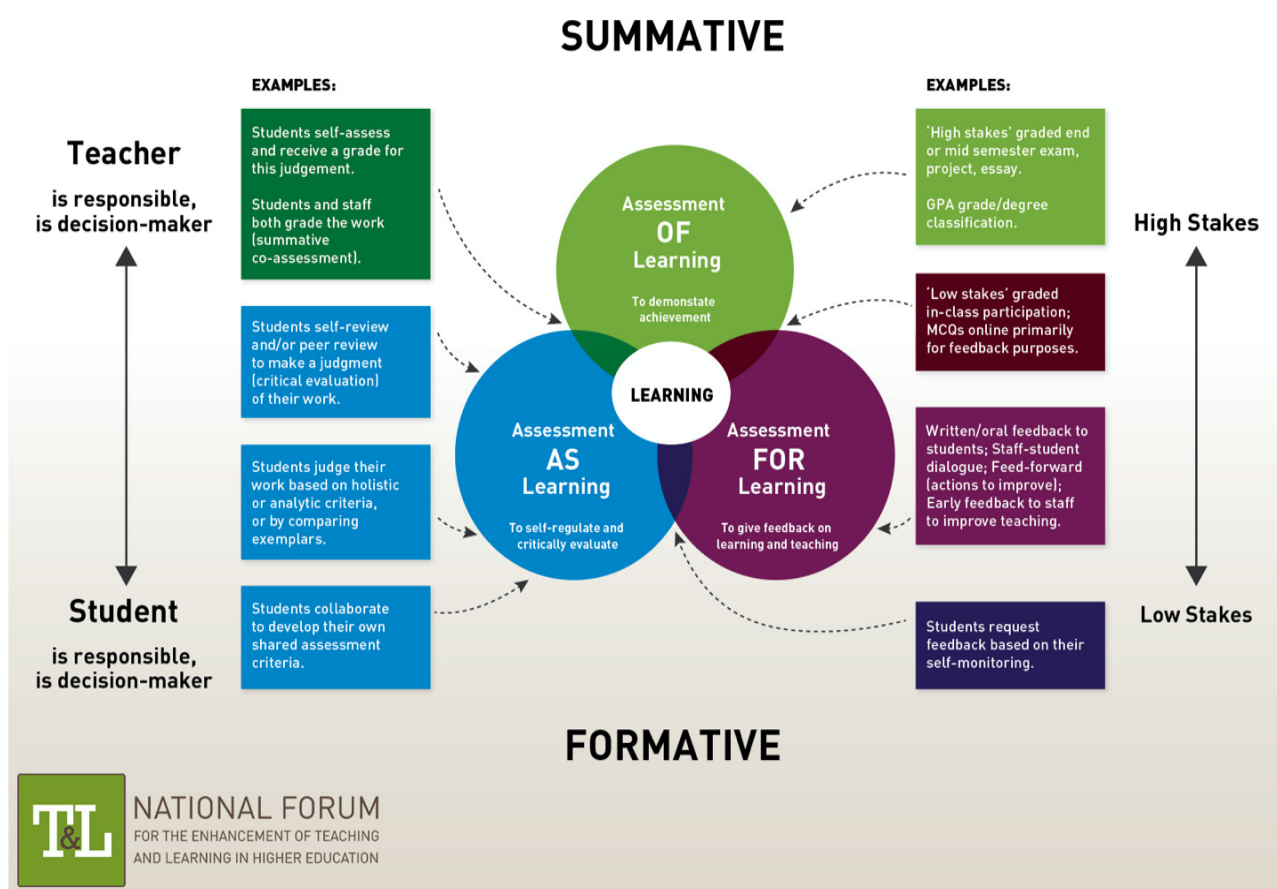 SUMMATIVE
Teacher
is responsible,
is decision-maker
Student
is responsible,
is decision-maker
EXAMPLES:
Students self-assess
and receive a grade for
this judgement.
Students and staff
both grade the work
(summative
co-assessment).
Students self-review
and/or peer review
to make a judgment
(critical evaluation)
of their work.
Students judge their
work based on holistic
or analytic criteria,
or by comparing
exemplars.
Students collaborate
to develop their own
shared assessment
criteria.
Assessment
OF
Learning
To demonstate
achievement
LEARNING
Assessment
AS
Learning
To self-regulate and
critically evaluate
Assessment
FOR
Learning
To give feedback on
learning and teaching
EXAMPLES:
'High stakes' graded end
or mid semester exam,
project, essay.
GPA grade/degree
classification.
'Low stakes' graded
in-class participation;
MCQs online primarily
for feedback purposes.
Written/oral feedback to
students; Staff-student
dialogue; Feed-forward
(actions to improve);
Early feedback to staff
to improve teaching.
Students request
feedback based on their
self-monitoring.
High Stakes
Low Stakes
FORMATIVE
T&L
NATIONAL FORUM
FOR THE ENHANCEMENT OF TEACHING
AND LEARNING IN HIGHER EDUCATION